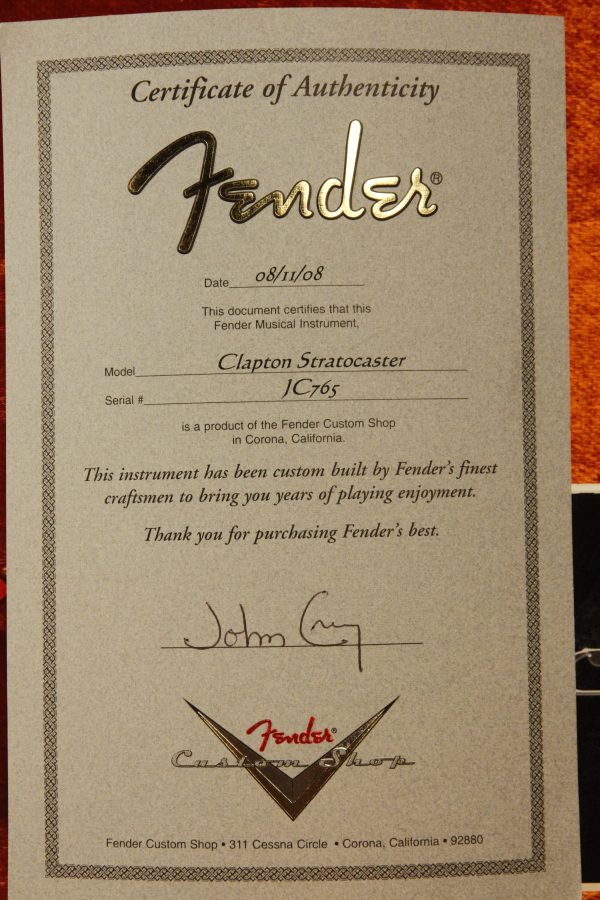 Certificate of Authenticity
Fender®
Date 08/11/08
This document certifies that this
Fender Musical Instrument,
Model Clapton Stratocaster
Serial # JC765
is a product of the Fender Custom Shop
in Corona, California.
This instrument has been custom built by Fender's finest
craftsmen to bring you years of playing enjoyment.
Thank you for purchasing Fender's best.
John Cruz
Fender®
Custom Shop
Fender Custom Shop • 311 Cessna Circle • Corona, California • 92880